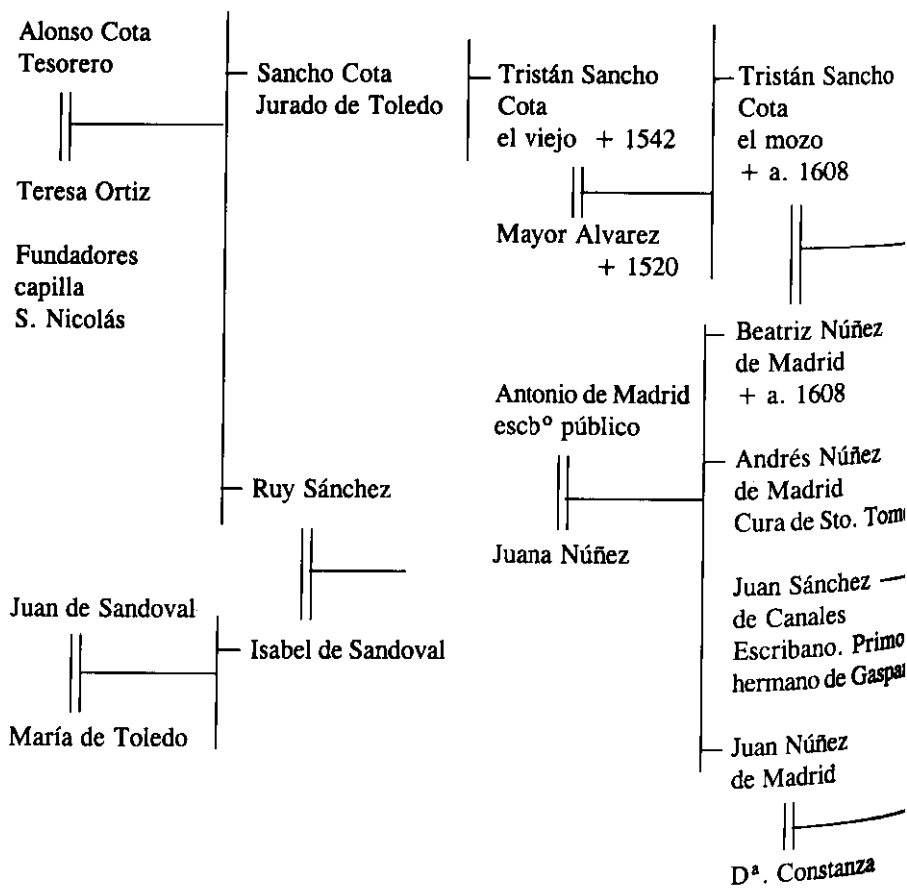 Alonso Cota
Tesorero
Teresa Ortiz
Fundadores
capilla
S. Nicolás
Sancho Cota
Jurado de Toledo
Ruy Sánchez
Juan de Sandoval
María de Toledo
Isabel de Sandoval
Tristán Sancho
Cota
el viejo + 1542
Mayor Alvarez
+ 1520
Antonio de Madrid
escbº público
Juana Núñez
Tristán Sancho
Cota
el mozo
+ a. 1608
Beatriz Núñez
de Madrid
+ a. 1608
Andrés Núñez
de Madrid
Cura de Sto.
Juan Sánchez
de Canales
Escribano. Primo
hermano de Gaspar
Juan Núñez
de Madrid
Dª. Constanza